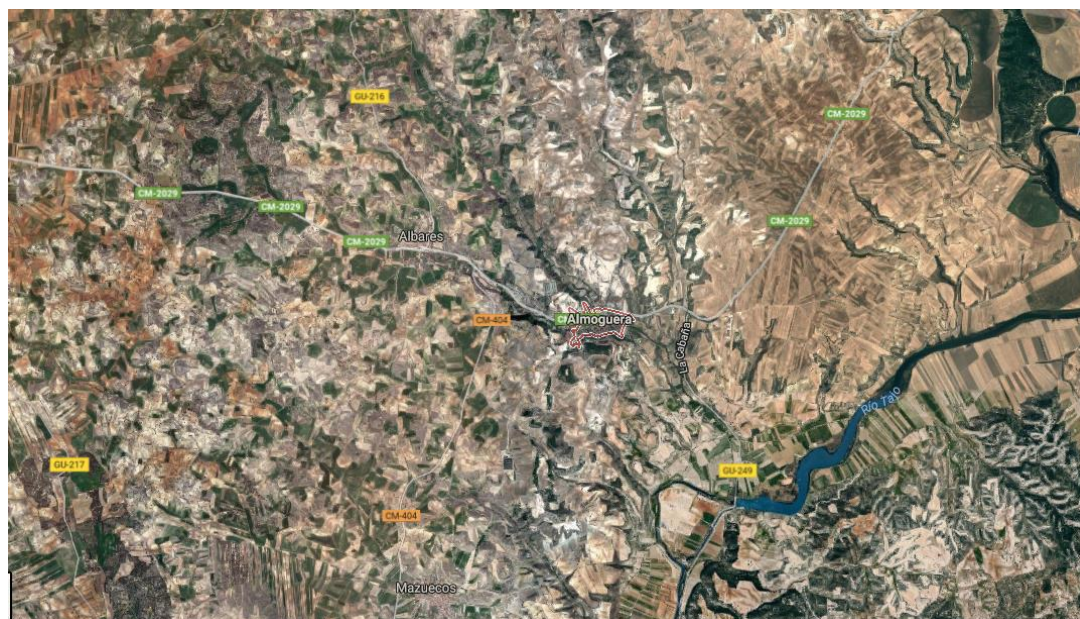 GU-216
CM-2029
CM-2029
CM-2029
CM-2029
Albares
CM-2029
CM-404
Almoguera
La Cabaña
Río Tajo
GU-217
GU-249
CM-404
Mazuecos